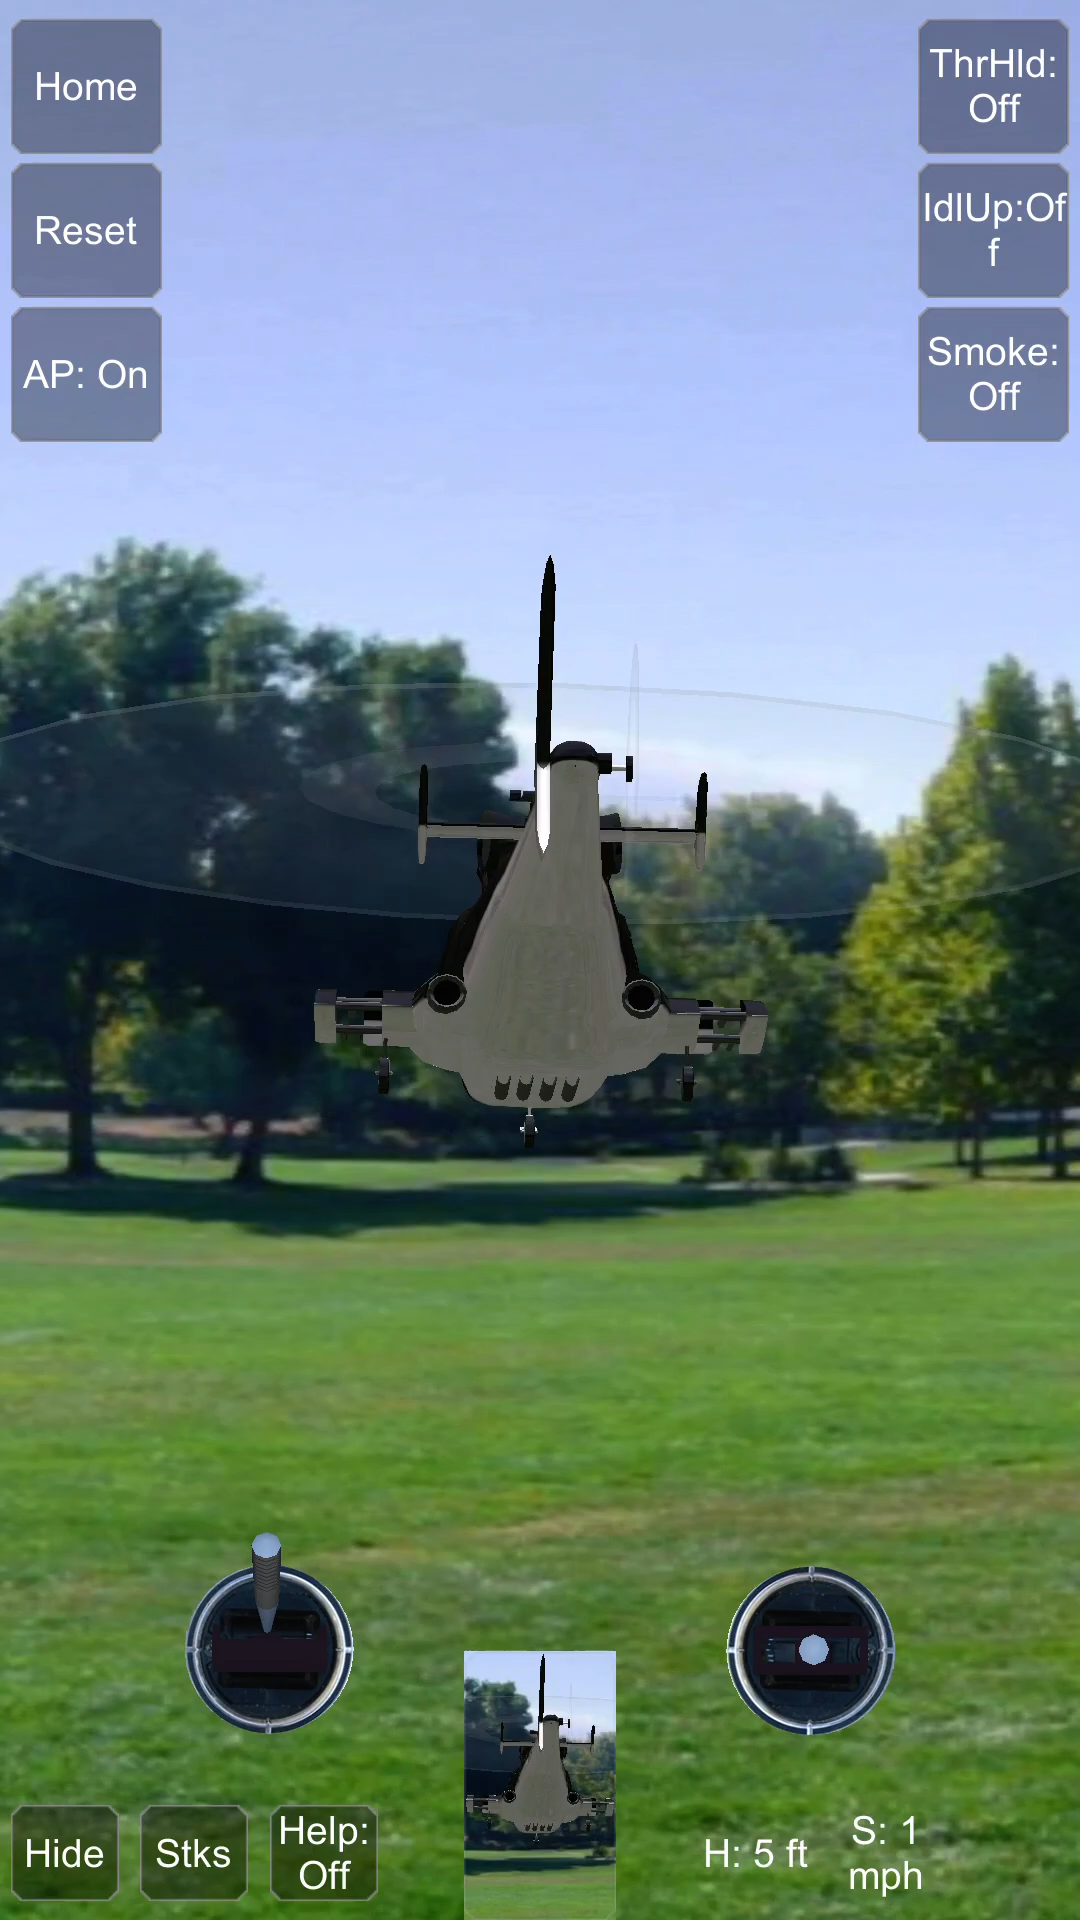 Home
ThrHld:
Off
Reset
IdlUp:Of
f
AP: On
Smoke:
Off
Hide
Stks
Help:
Off
H: 5 ft
S: 1
mph